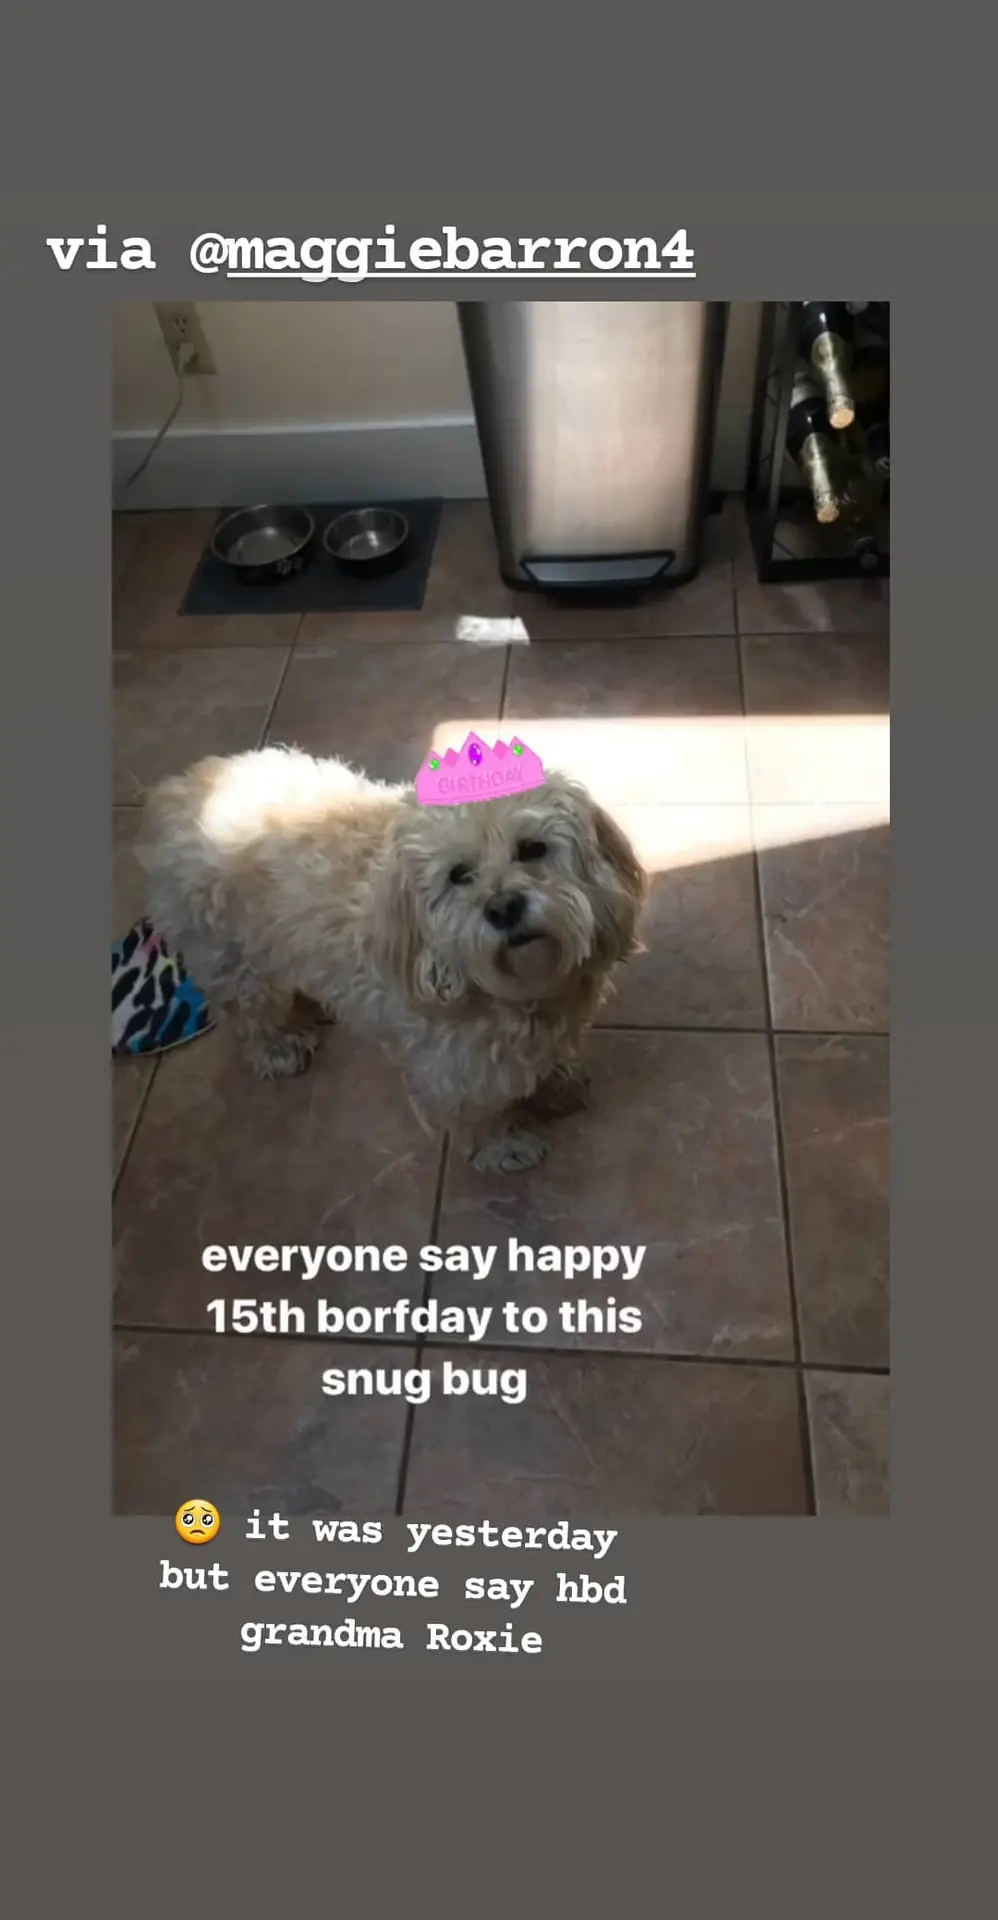 via @maggiebarron4
BIRTHDAY
everyone say happy
15th borfday to this
snug bug
🥺 it was yesterday
but everyone say hbd
grandma Roxie